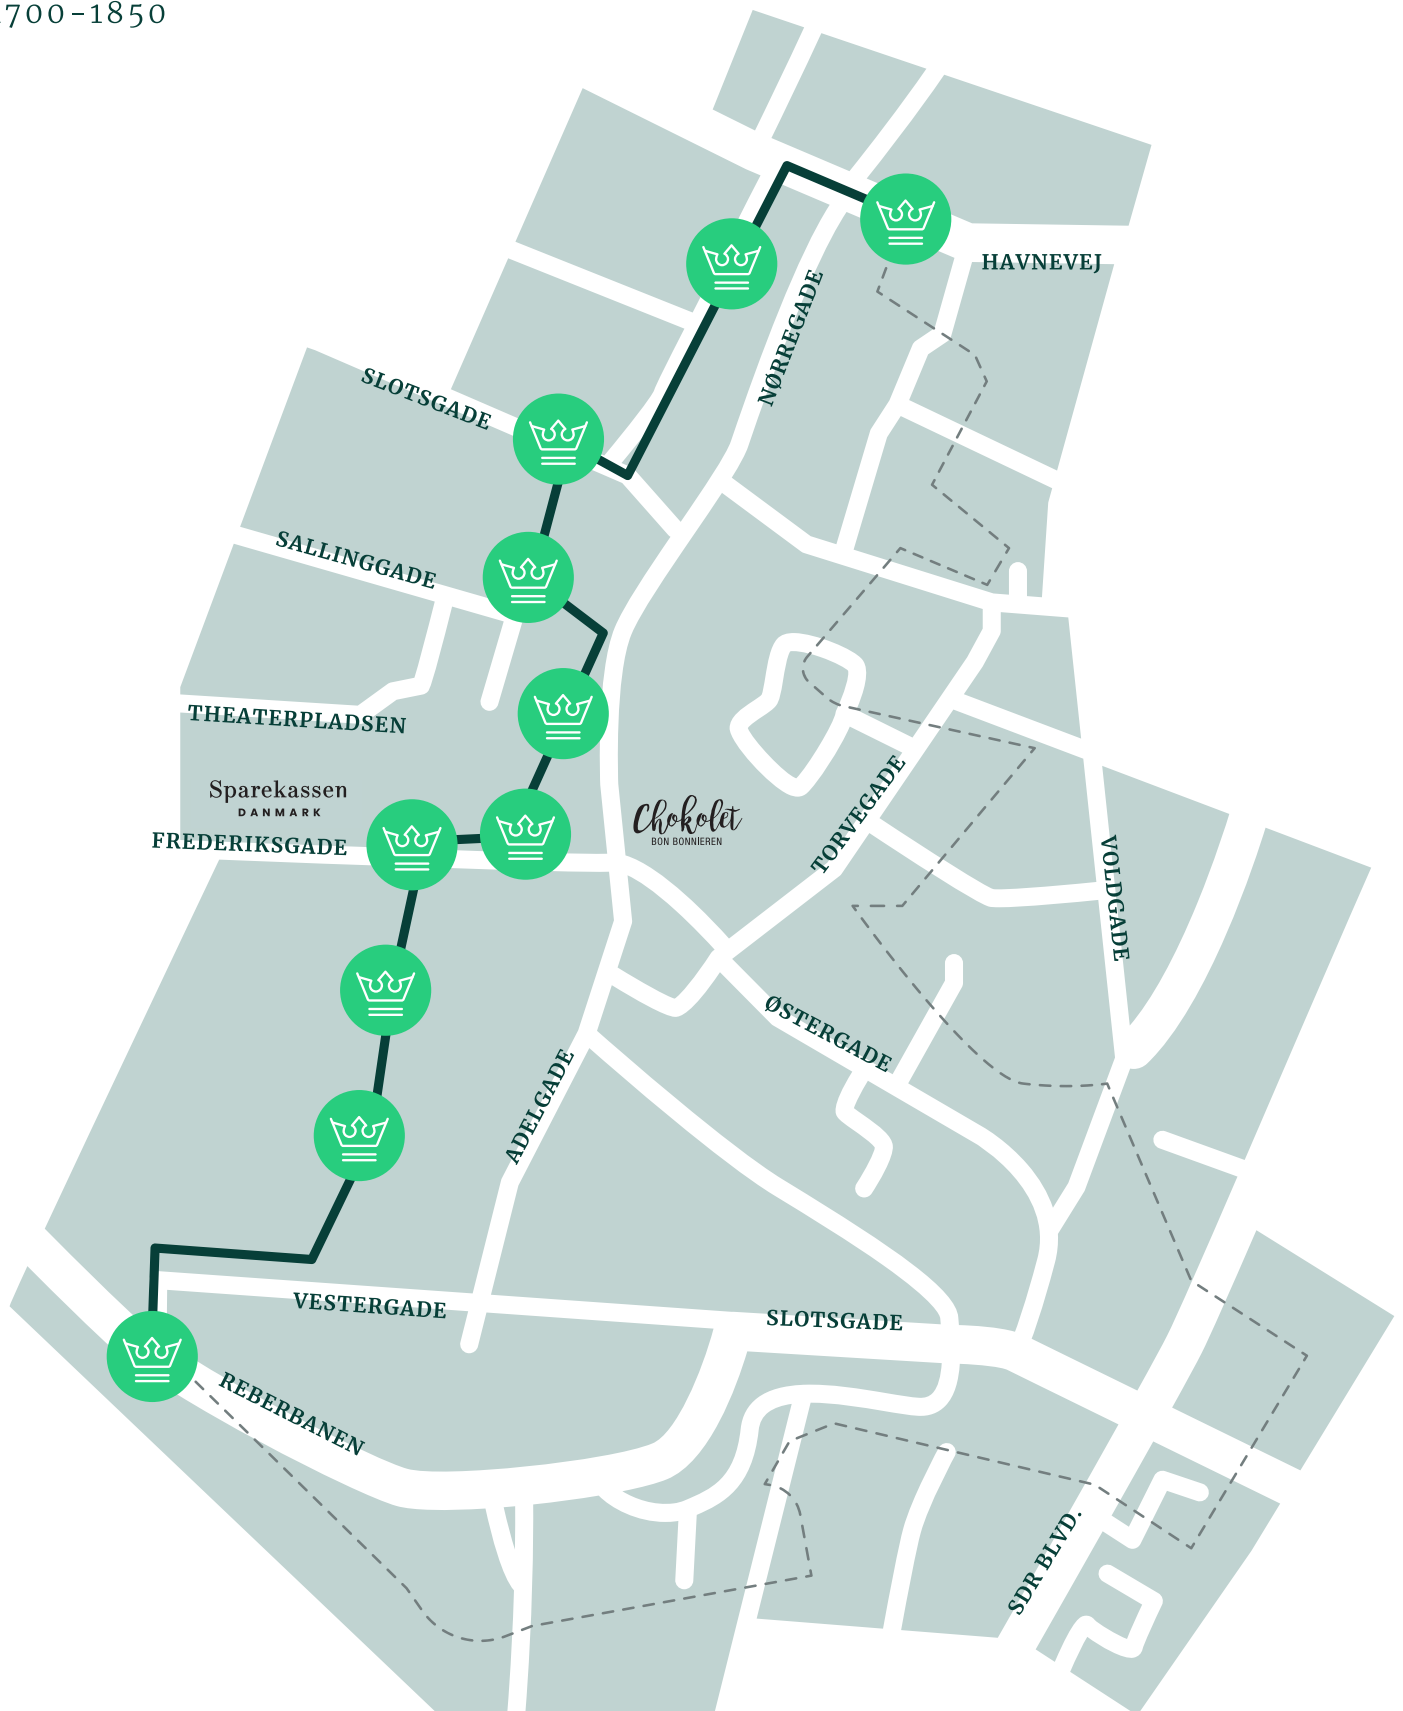 700-1850
HAVNEVEJ
NØRREGADE
SLOTSGADE
SALLINGGADE
THEATERPLADSEN
Sparekassen
DANMARK
Chokolet
BON BONNIEREN
FREDERIKSGADE
TORVEGADE
VOLDGADE
ØSTERGADE
ADELGADE
VESTERGADE
SLOTSGADE
REBERBANEN
SDR BLVD.